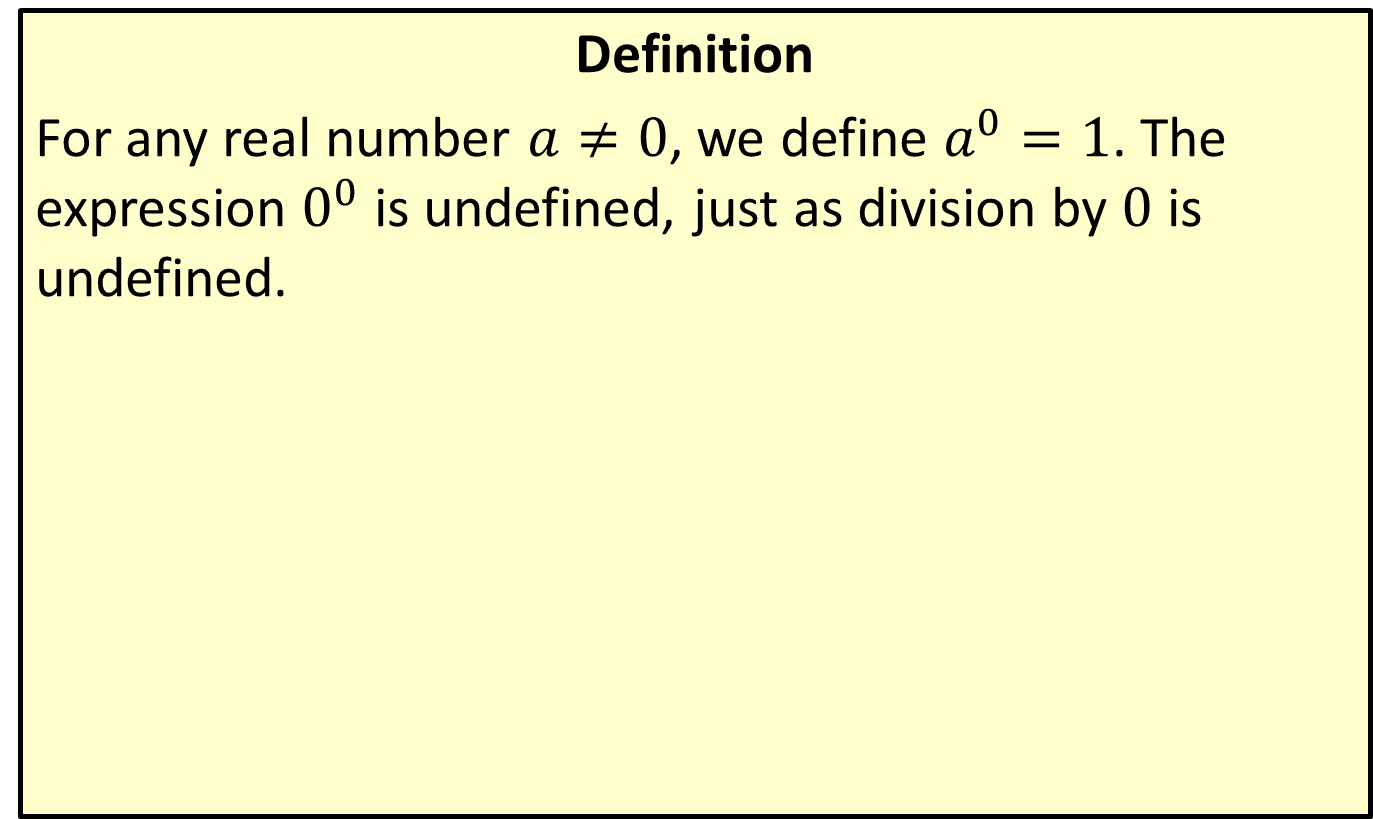 Definition
For any real number 𝑎 ≠ 0, we define 𝑎⁰ = 1. The
expression 0⁰ is undefined, just as division by 0 is
undefined.